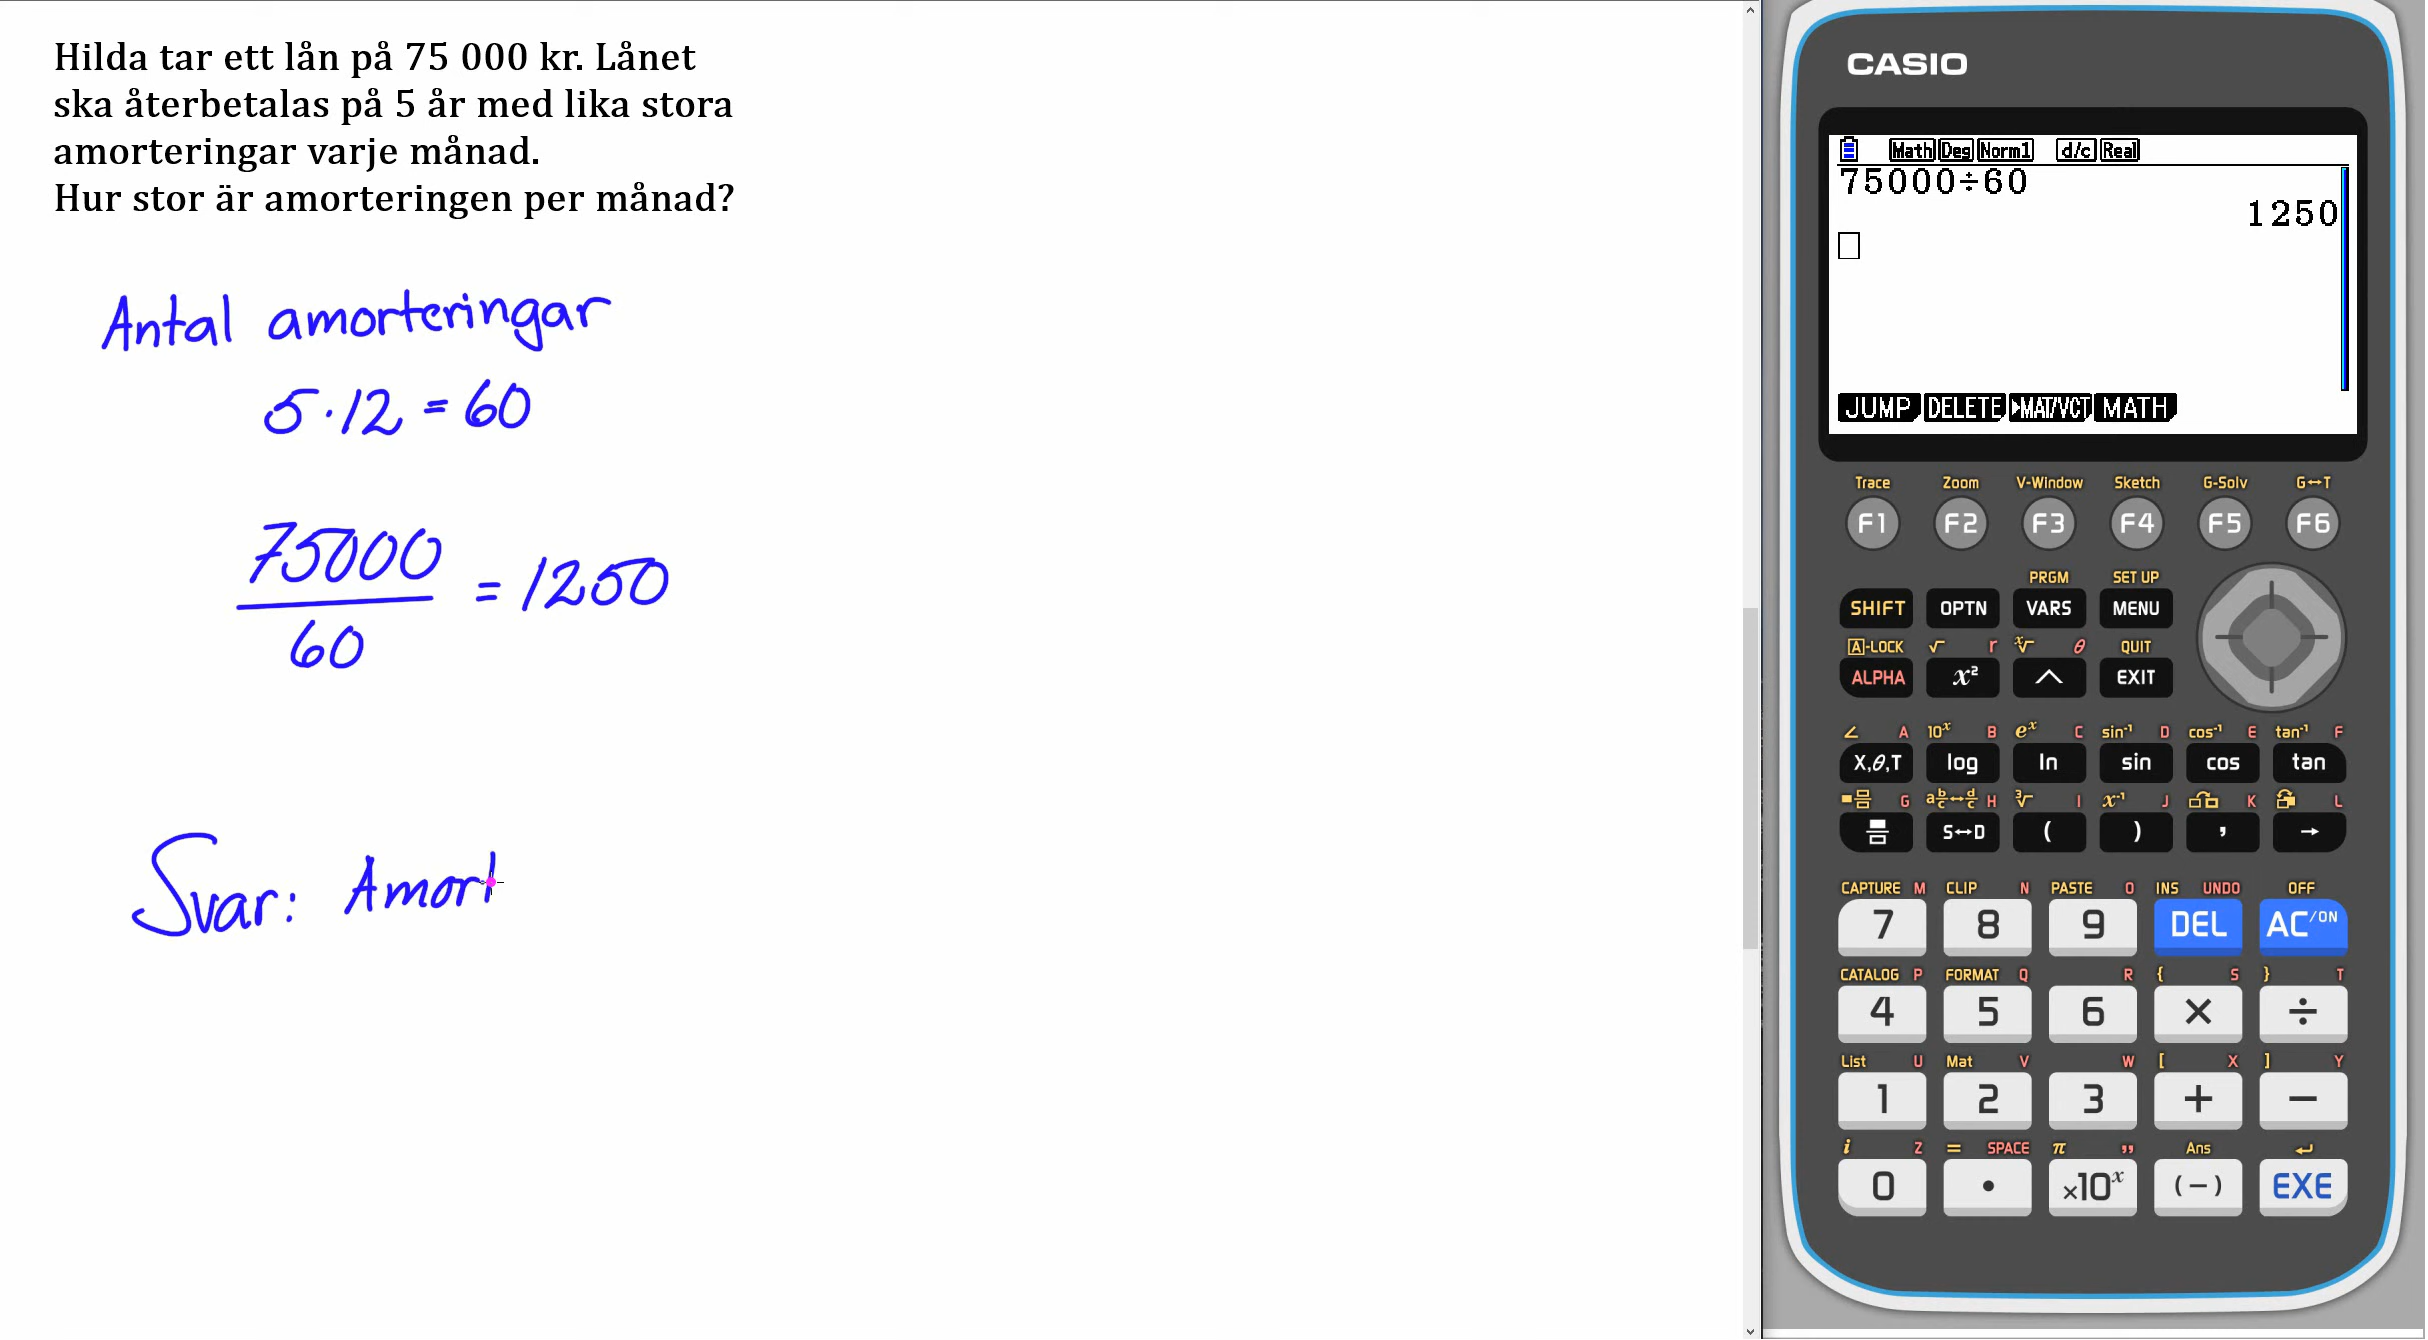 Hilda tar ett lån på 75 000 kr. Lånet
ska återbetalas på 5 år med lika stora
amorteringar varje månad.
Hur stor är amorteringen per månad?
Antal amorteringar
5·12 = 60
75000
60
= 1250
Svar: Amort
CASIO
Math Deg Norm1 d/c Real
75000÷60
1250
JUMP DELETE ▶MAT/VCT MATH
Trace Zoom V-Window Sketch G-Solv G↔T
F1 F2 F3 F4 F5 F6
PRGM SET UP
SHIFT OPTN VARS MENU
A-LOCK √ r ˣ√ θ QUIT
ALPHA x² ^ EXIT
∠ A 10ˣ B eˣ C sin⁻¹ D cos⁻¹ E tan⁻¹ F
X,θ,T log ln sin cos tan
G a b/c↔d/c H ³√ I x⁻¹ J K L
S↔D ( ) , →
CAPTURE M CLIP N PASTE O INS UNDO OFF
7 8 9 DEL AC/ON
CATALOG P FORMAT Q R { S } T
4 5 6 × ÷
List U Mat V W [ X ] Y
1 2 3 + −
i Z = SPACE π " Ans ↵
0 • ×10ˣ (−) EXE